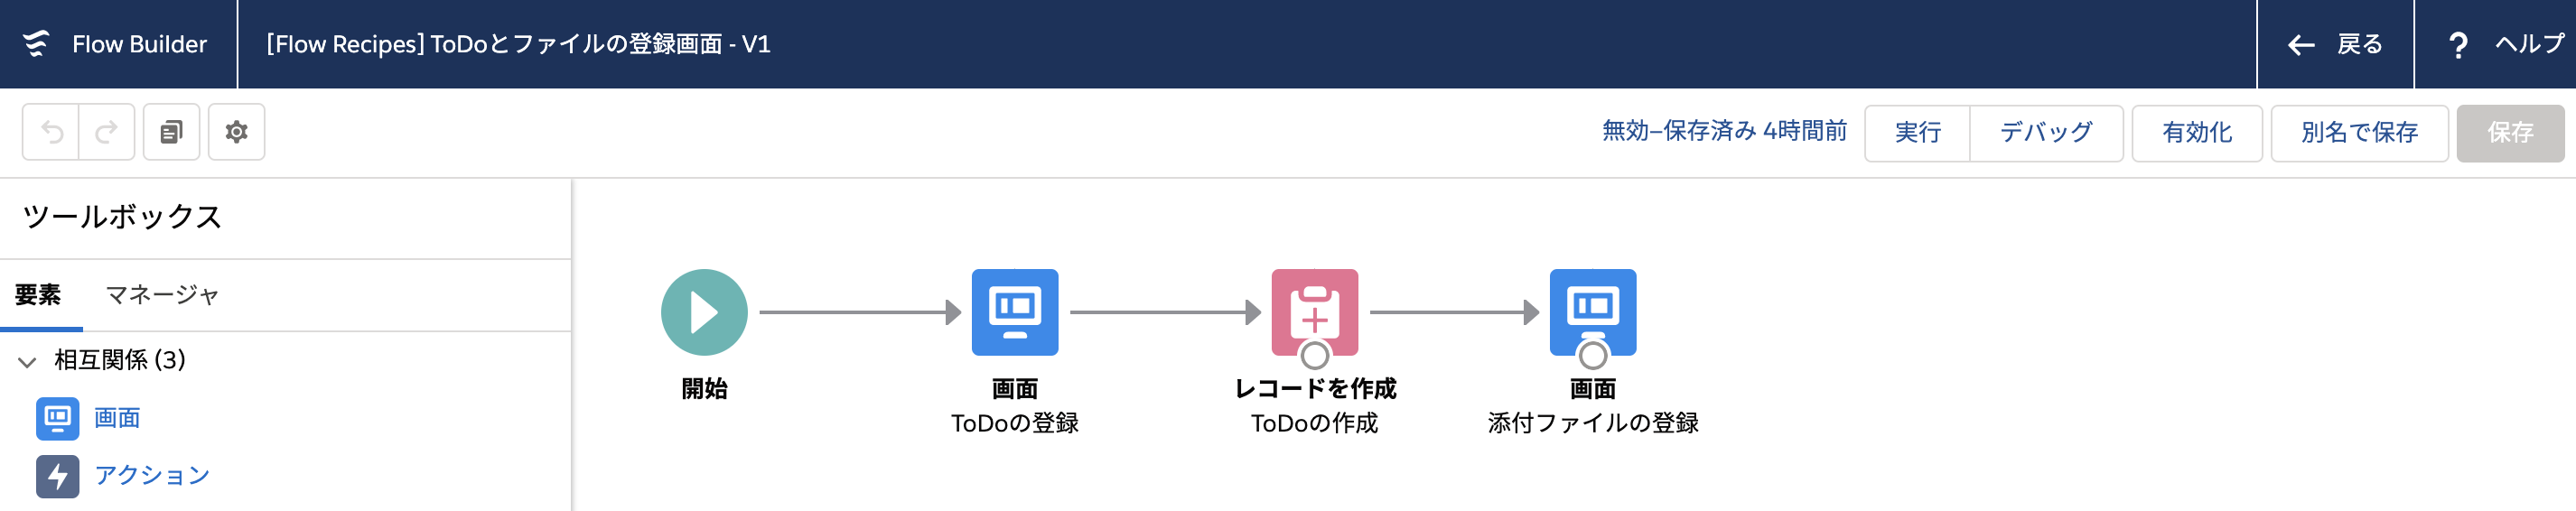 Flow Builder
[Flow Recipes] ToDoとファイルの登録画面 - V1
戻る
ヘルプ
無効–保存済み 4時間前
実行
デバッグ
有効化
別名で保存
保存
ツールボックス
要素
マネージャ
相互関係 (3)
画面
アクション
開始
画面
ToDoの登録
レコードを作成
ToDoの作成
画面
添付ファイルの登録